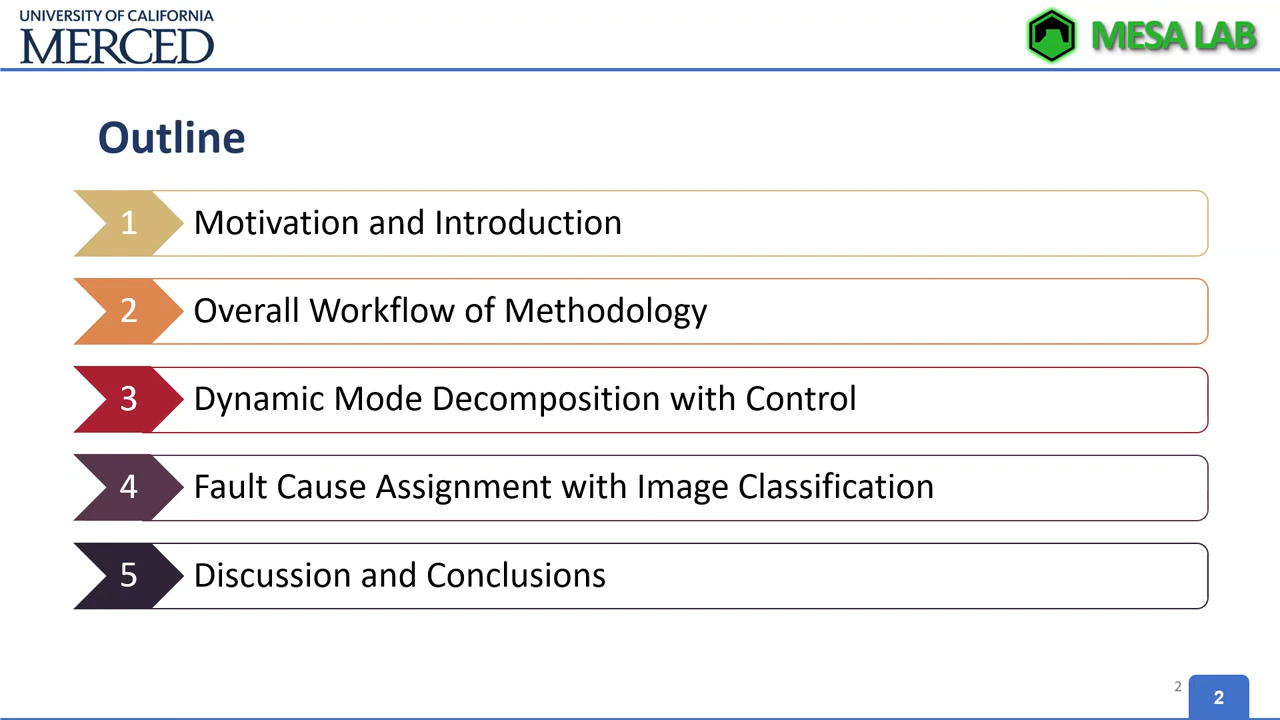 UNIVERSITY OF CALIFORNIA
MERCED
MESA LAB
Outline
1 Motivation and Introduction
2 Overall Workflow of Methodology
3 Dynamic Mode Decomposition with Control
4 Fault Cause Assignment with Image Classification
5 Discussion and Conclusions
2
2